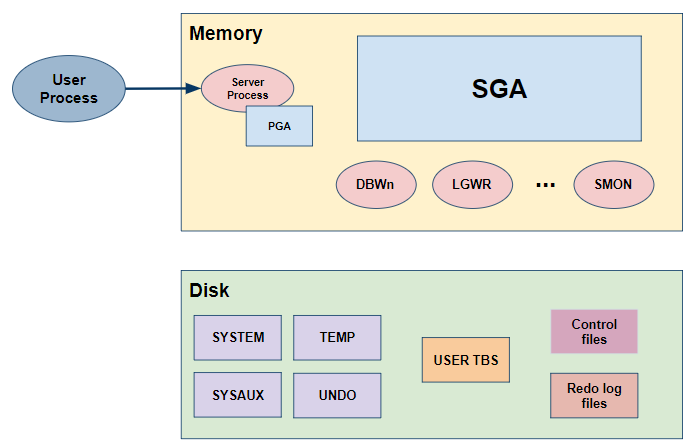 Memory
User
Process
Server
Process
PGA
SGA
DBWn
LGWR
...
SMON
Disk
SYSTEM
TEMP
SYSAUX
UNDO
USER TBS
Control
files
Redo log
files